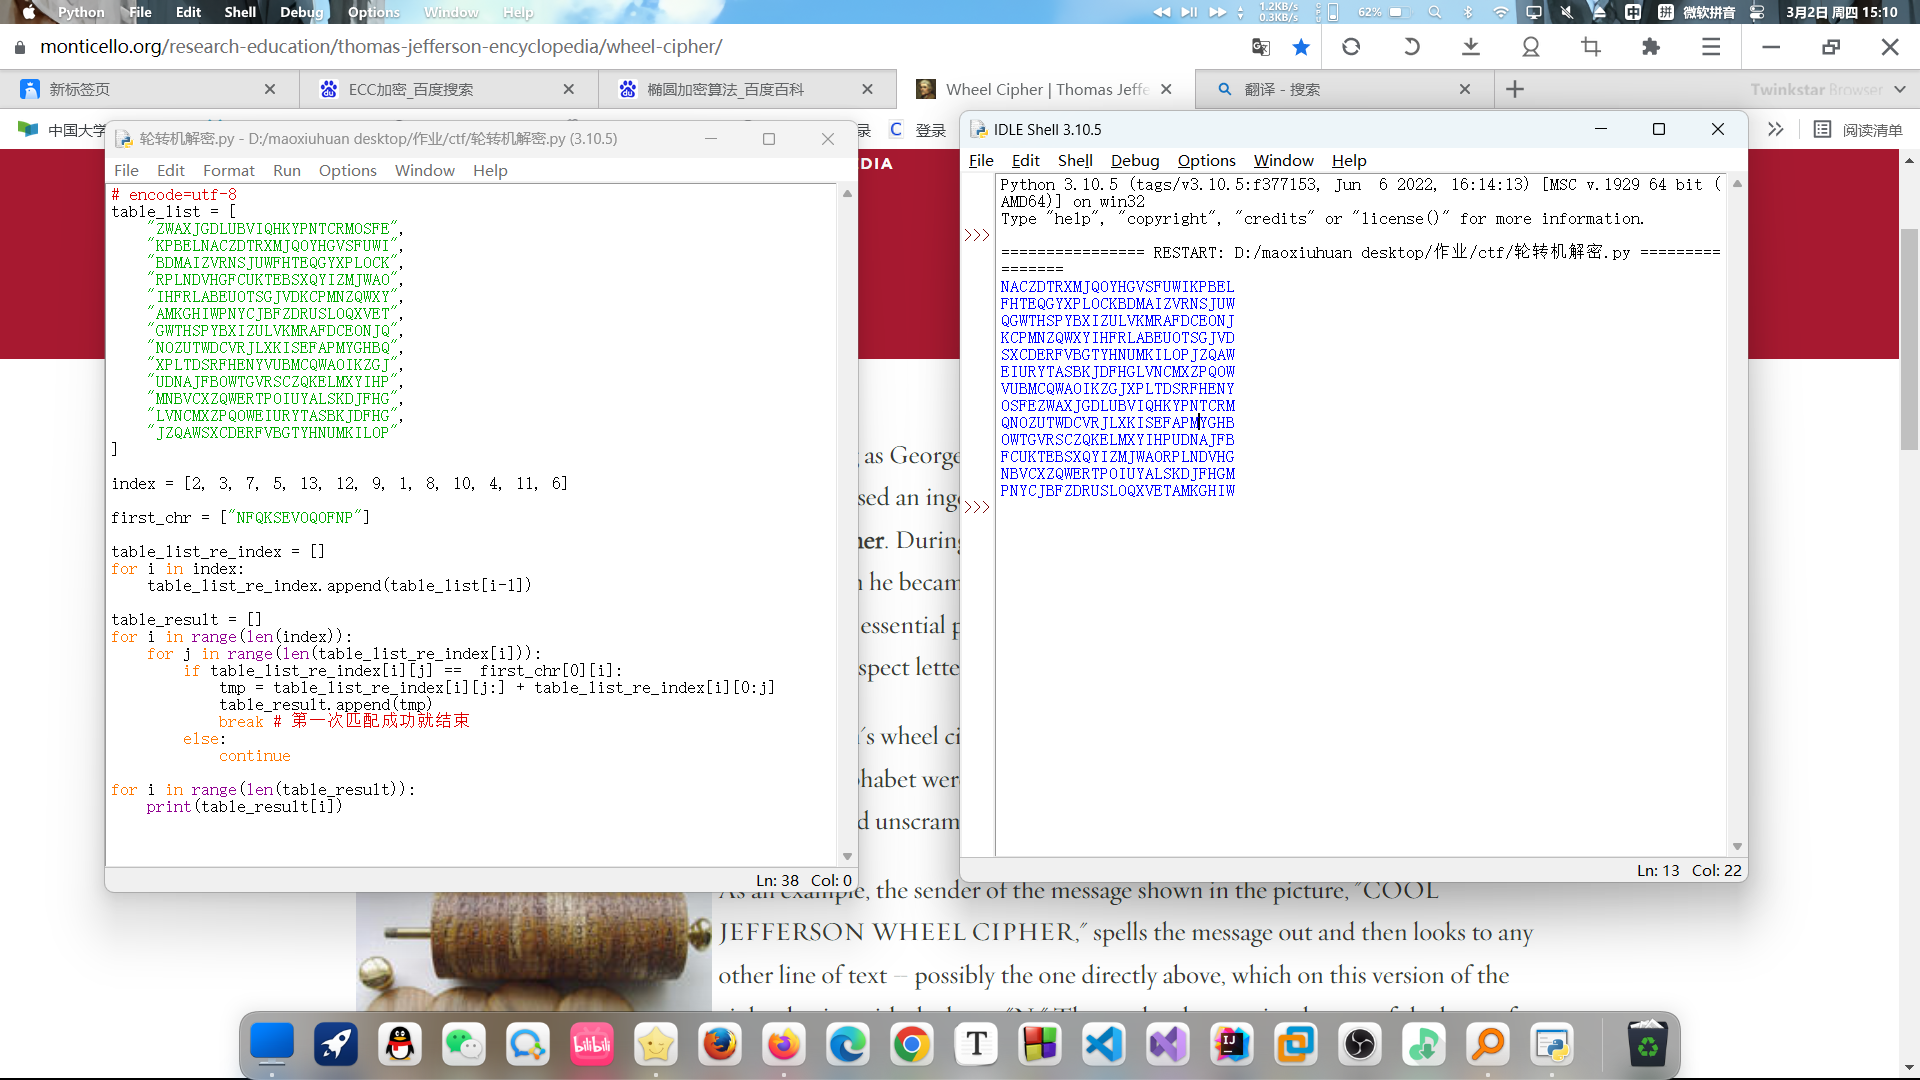 Python File Edit Shell Debug Options Window Help
1.2KB/s
0.3KB/s
62%
中 拼 微软拼音 3月2日 周四 15:10
monticello.org/research-education/thomas-jefferson-encyclopedia/wheel-cipher/
新标签页
ECC加密_百度搜索
椭圆加密算法_百度百科
Wheel Cipher | Thomas Jeffe
翻译 - 搜索
Twinkstar Browser
中国大学
录
登录
阅读清单
轮转机解密.py - D:/maoxiuhuan desktop/作业/ctf/轮转机解密.py (3.10.5)
File Edit Format Run Options Window Help
# encode=utf-8
table_list = [
"ZWAXJGDLUBVIQHKYPNTCRMOSFE",
"KPBELNACZDTRXMJQOYHGVSFUWI",
"BDMAIZVRNSJUWFHTEQGYXPLOCK",
"RPLNDVHGFCUKTEBSXQYIZMJWAO",
"IHFRLABEUOTSGJVDKCPMNZQWXY",
"AMKGHIWPNYCJBFZDRUSLOQXVET",
"GWTHSPYBXIZULVKMRAFDCEONJQ",
"NOZUTWDCVRJLXKISEFAPMYGHBQ",
"XPLTDSRFHENYVUBMCQWAOIKZGJ",
"UDNAJFBOWTGVRSCZQKELMXYIHP",
"MNBVCXZQWERTPOIUYALSKDJFHG",
"LVNCMXZPQOWEIURYTASBKJDFHG",
"JZQAWSXCDERFVBGTYHNUMKILOP"
]
index = [2, 3, 7, 5, 13, 12, 9, 1, 8, 10, 4, 11, 6]
first_chr = ["NFQKSEVOQOFNP"]
table_list_re_index = []
for i in index:
table_list_re_index.append(table_list[i-1])
table_result = []
for i in range(len(index)):
for j in range(len(table_list_re_index[i])):
if table_list_re_index[i][j] == first_chr[0][i]:
tmp = table_list_re_index[i][j:] + table_list_re_index[i][0:j]
table_result.append(tmp)
break # 第一次匹配成功就结束
else:
continue
for i in range(len(table_result)):
print(table_result[i])
Ln: 38 Col: 0
IDLE Shell 3.10.5
File Edit Shell Debug Options Window Help
Python 3.10.5 (tags/v3.10.5:f377153, Jun 6 2022, 16:14:13) [MSC v.1929 64 bit (
AMD64)] on win32
Type "help", "copyright", "credits" or "license()" for more information.
>>>
================ RESTART: D:/maoxiuhuan desktop/作业/ctf/轮转机解密.py =========
=======
NACZDTRXMJQOYHGVSFUWIKPBEL
FHTEQGYXPLOCKBDMAIZVRNSJUW
QGWTHSPYBXIZULVKMRAFDCEONJ
KCPMNZQWXYIHFRLABEUOTSGJVD
SXCDERFVBGTYHNUMKILOPJZQAW
EIURYTASBKJDFHGLVNCMXZPQOW
VUBMCQWAOIKZGJXPLTDSRFHENY
OSFEZWAXJGDLUBVIQHKYPNTCRM
QNOZUTWDCVRJLXKISEFAPMYGHB
OWTGVRSCZQKELMXYIHPUDNAJFB
FCUKTEBSXQYIZMJWAORPLNDVHG
NBVCXZQWERTPOIUYALSKDJFHGM
PNYCJBFZDRUSLOQXVETAMKGHIW
>>>
Ln: 13 Col: 22
DIA
as George
sed an ing
er. During
he becam
essential p
spect lette
's wheel ci
habet wer
d unscram
As an example, the sender of the message shown in the picture, "COOL
JEFFERSON WHEEL CIPHER," spells the message out and then looks to any
other line of text -- possibly the one directly above, which on this version of the
bilibili
T
IJ